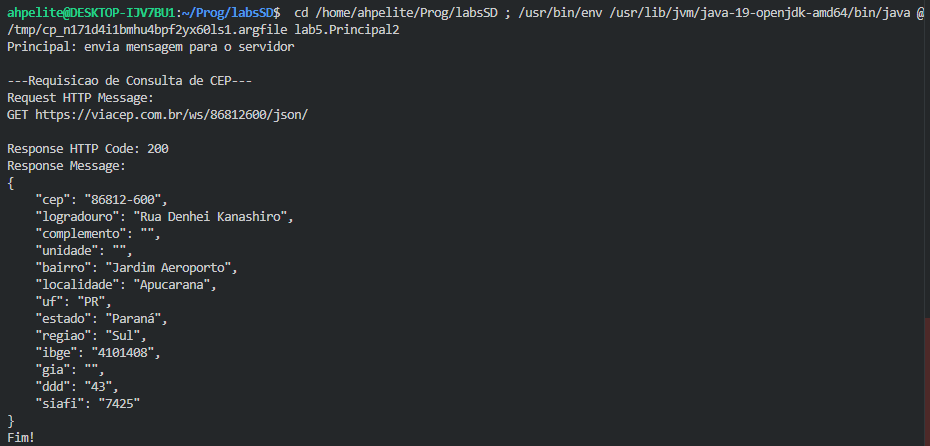 ahpelite@DESKTOP-IJV7BU1:~/Prog/labsSD$  cd /home/ahpelite/Prog/labsSD ; /usr/bin/env /usr/lib/jvm/java-19-openjdk-amd64/bin/java @
/tmp/cp_n171d4i1bmhu4bpf2yx60ls1.argfile lab5.Principal2
Principal: envia mensagem para o servidor
---Requisicao de Consulta de CEP---
Request HTTP Message:
GET https://viacep.com.br/ws/86812600/json/
Response HTTP Code: 200
Response Message:
{
    "cep": "86812-600",
    "logradouro": "Rua Denhei Kanashiro",
    "complemento": "",
    "unidade": "",
    "bairro": "Jardim Aeroporto",
    "localidade": "Apucarana",
    "uf": "PR",
    "estado": "Paraná",
    "regiao": "Sul",
    "ibge": "4101408",
    "gia": "",
    "ddd": "43",
    "siafi": "7425"
}
Fim!